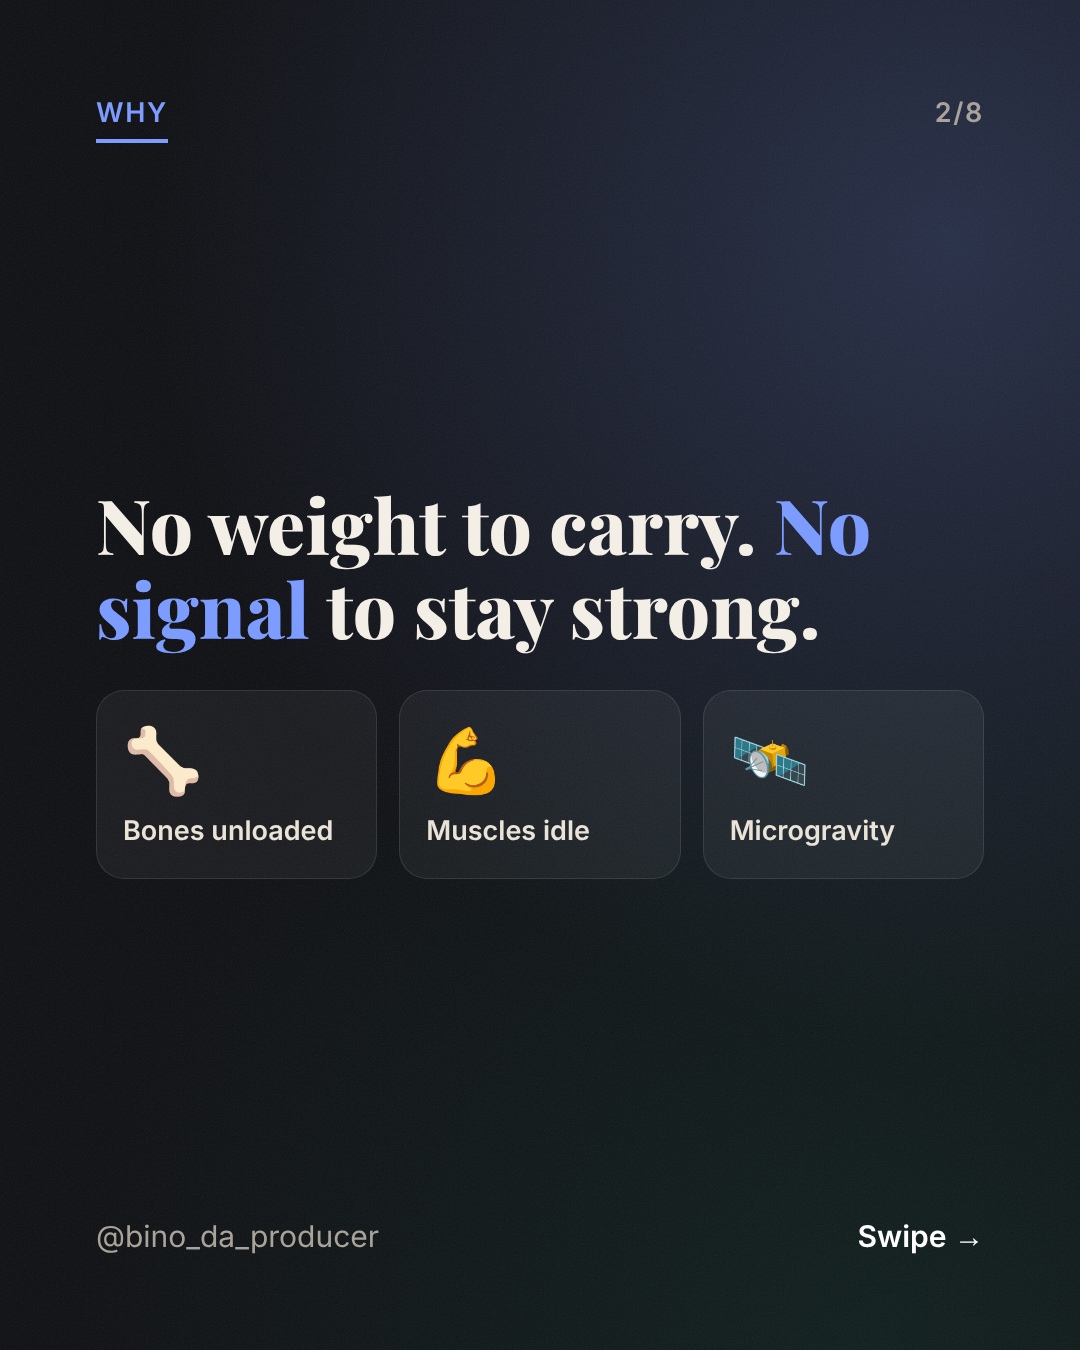 WHY
2/8
No weight to carry. No
signal to stay strong.
Bones unloaded
Muscles idle
Microgravity
@bino_da_producer
Swipe →